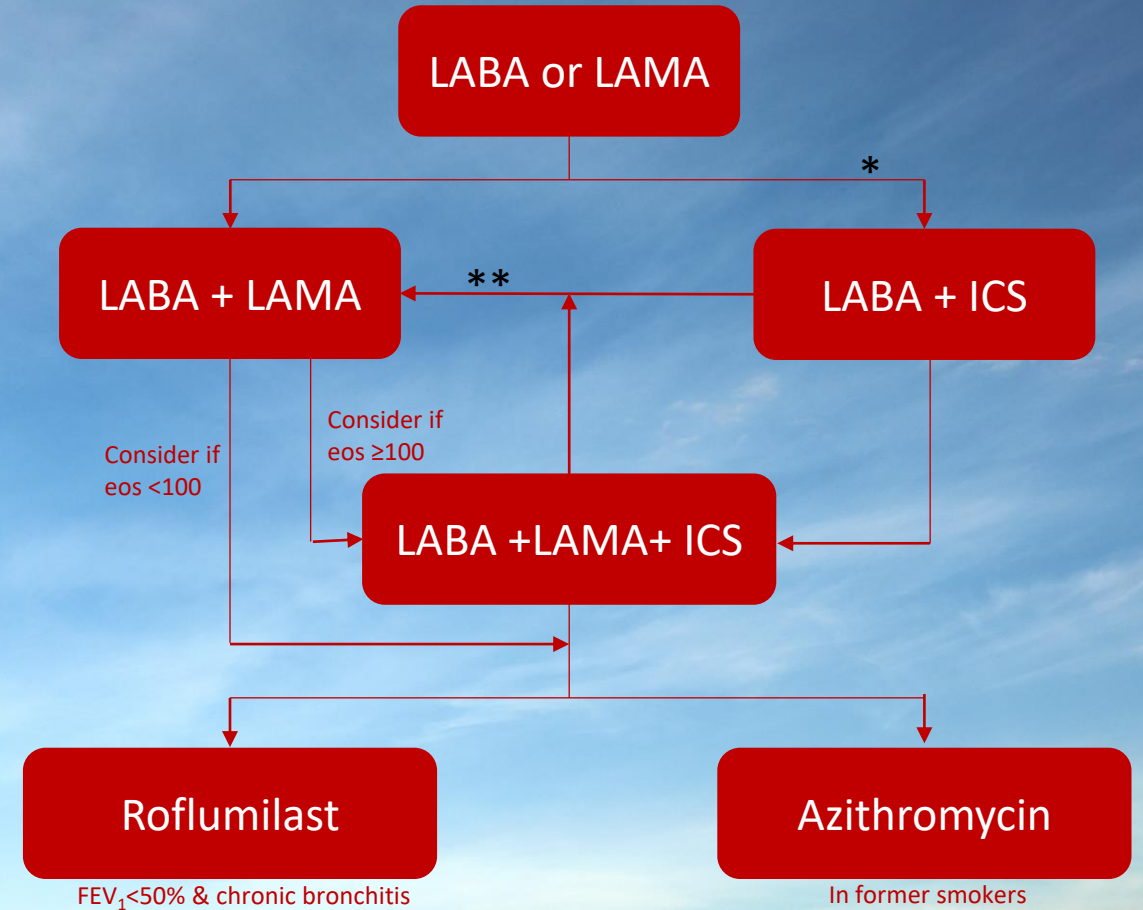 LABA or LAMA
*
LABA + LAMA
**
LABA + ICS
Consider if
eos ≥100
Consider if
eos <100
LABA +LAMA+ ICS
Roflumilast
Azithromycin
FEV₁<50% & chronic bronchitis
In former smokers